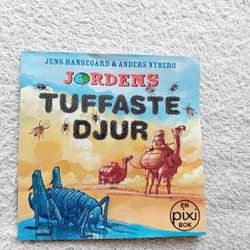 JENS HANSEGÅRD & ANDERS NYBERG
JORDENS
TUFFASTE
DJUR
EN
pixi
BOK